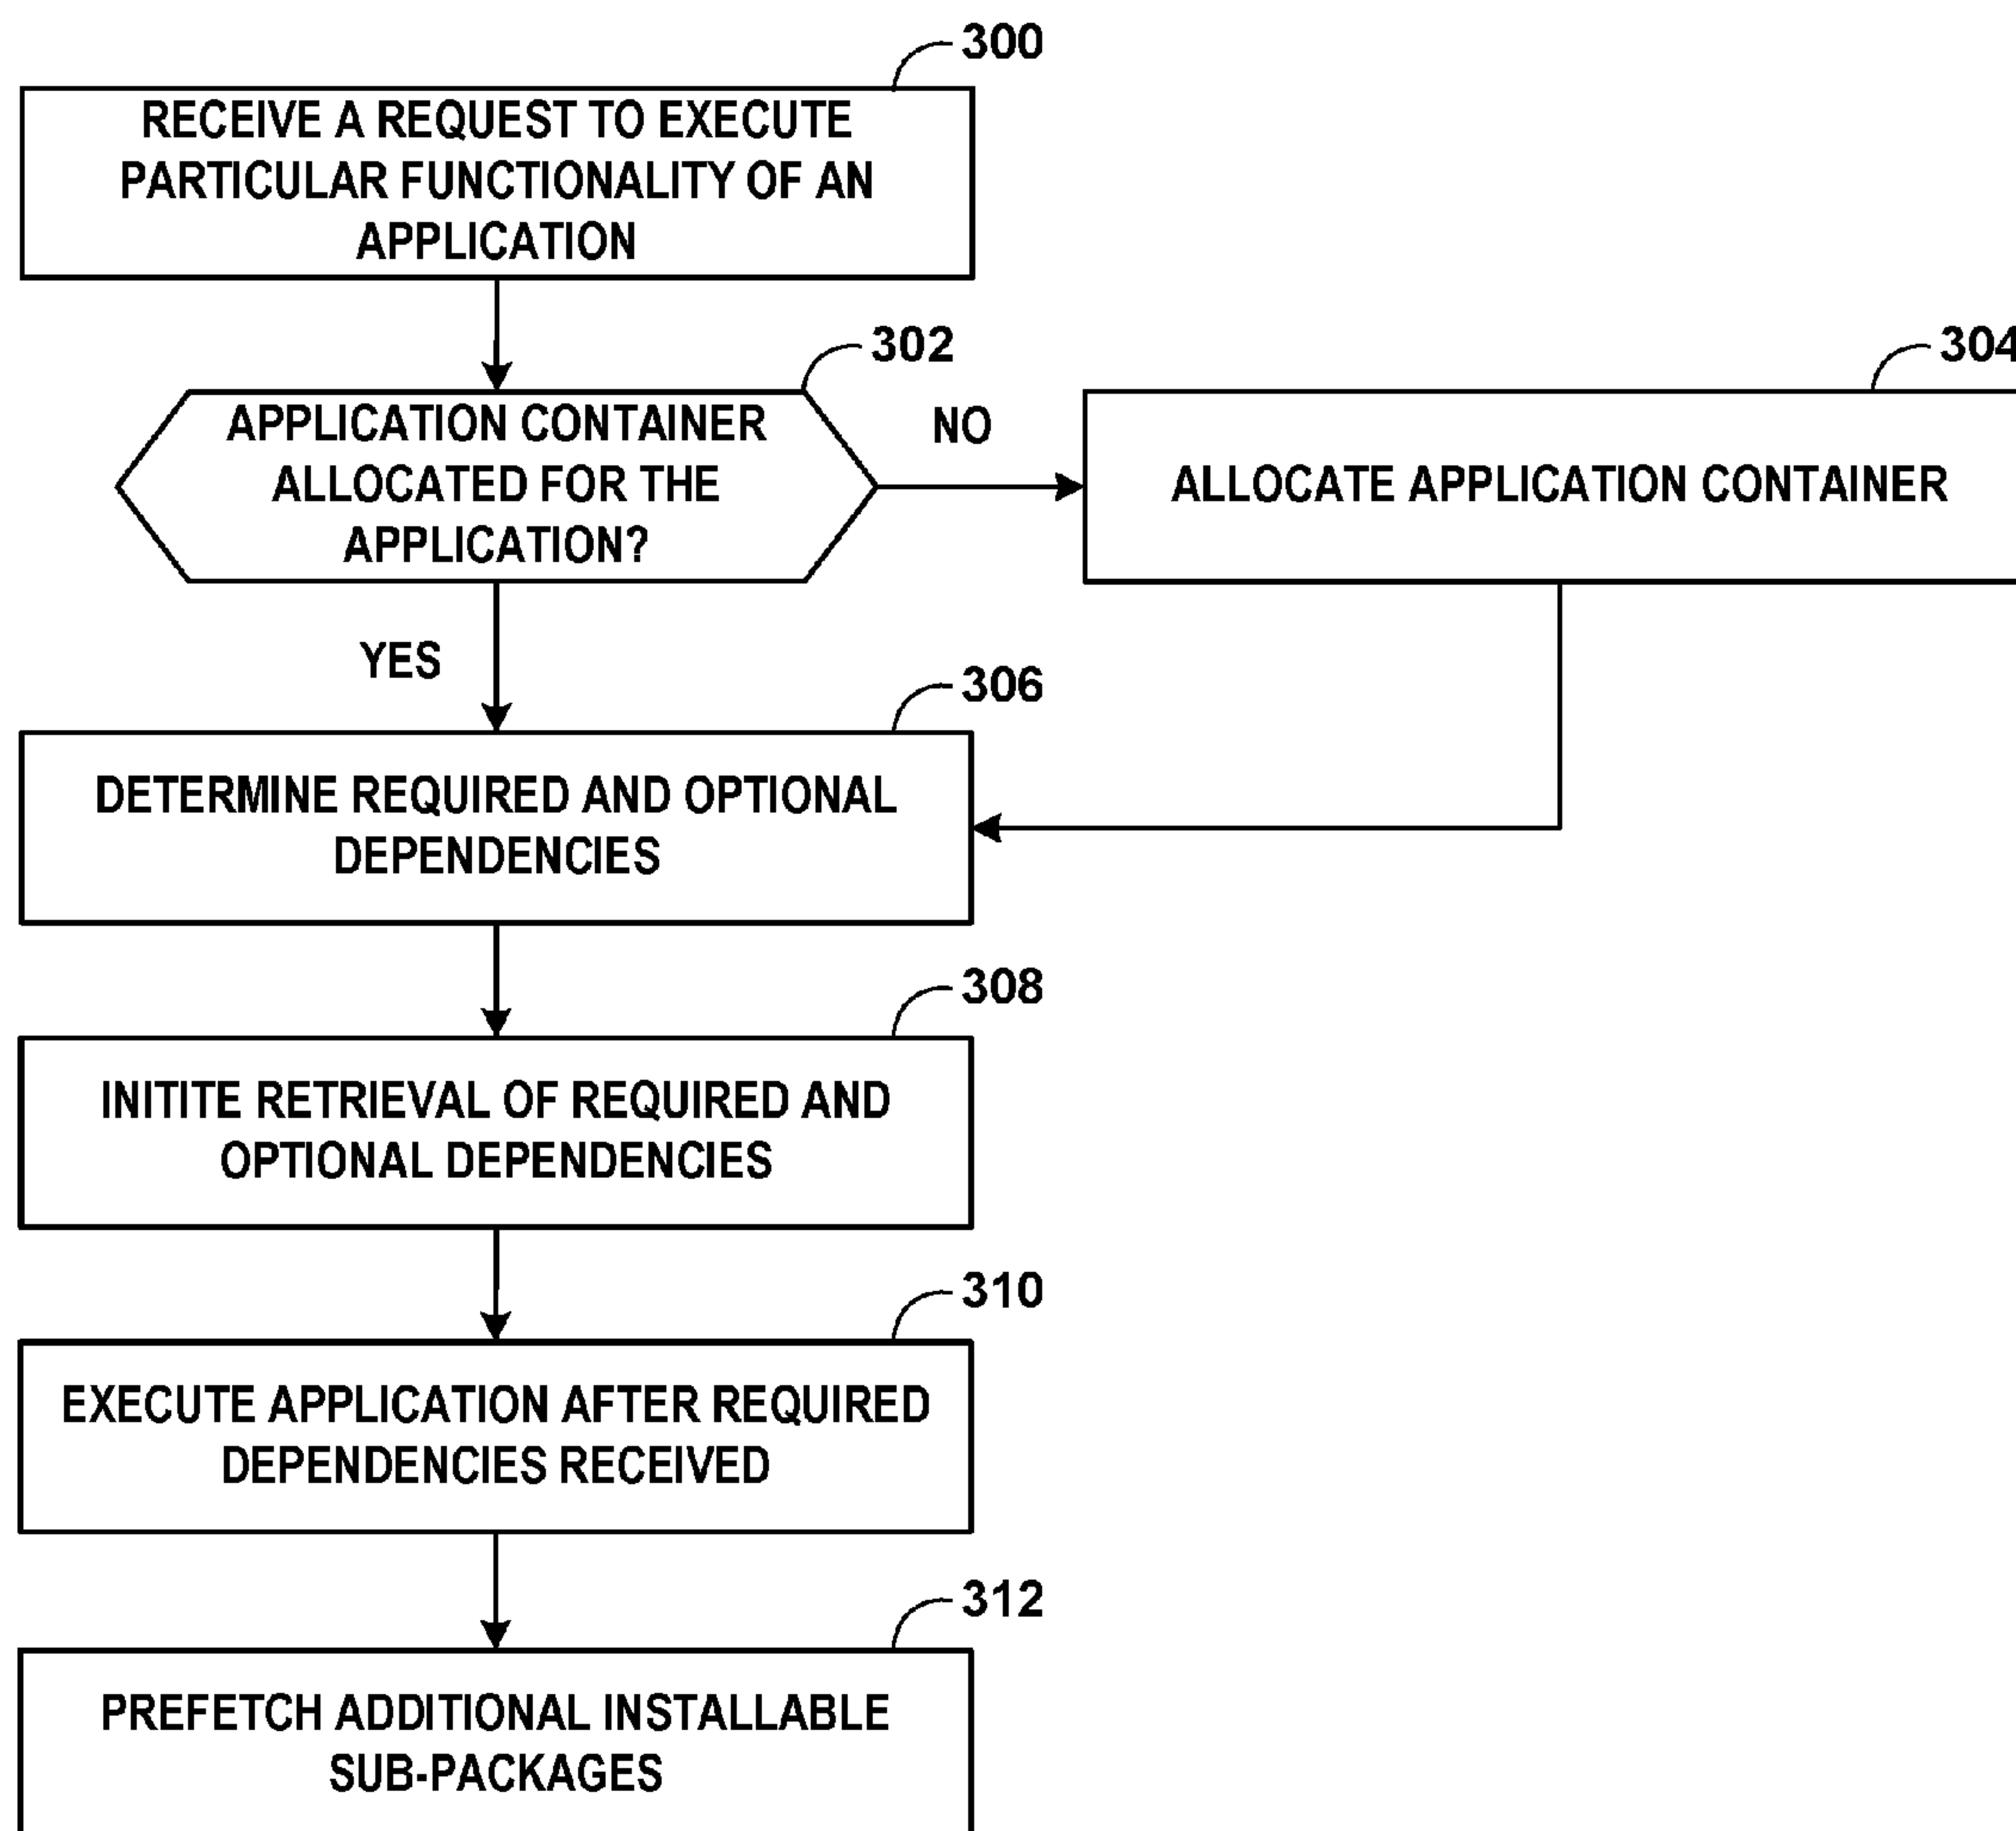 300
RECEIVE A REQUEST TO EXECUTE
PARTICULAR FUNCTIONALITY OF AN
APPLICATION
302
APPLICATION CONTAINER
ALLOCATED FOR THE
APPLICATION?
NO
304
ALLOCATE APPLICATION CONTAINER
YES
306
DETERMINE REQUIRED AND OPTIONAL
DEPENDENCIES
308
INITITE RETRIEVAL OF REQUIRED AND
OPTIONAL DEPENDENCIES
310
EXECUTE APPLICATION AFTER REQUIRED
DEPENDENCIES RECEIVED
312
PREFETCH ADDITIONAL INSTALLABLE
SUB-PACKAGES